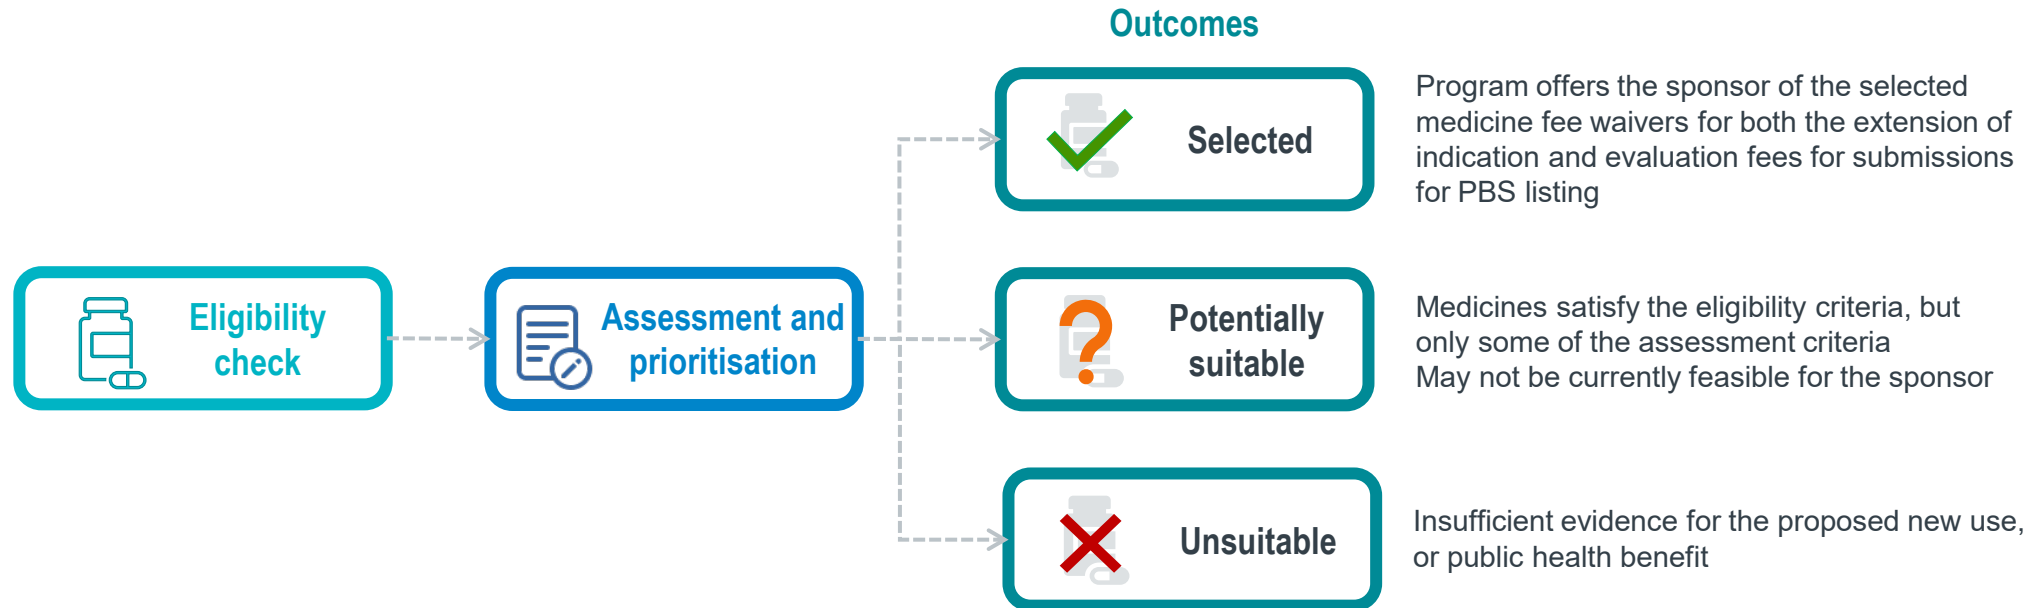 Outcomes
Eligibility
check
Assessment and
prioritisation
Selected
Program offers the sponsor of the selected
medicine fee waivers for both the extension of
indication and evaluation fees for submissions
for PBS listing
Potentially
suitable
Medicines satisfy the eligibility criteria, but
only some of the assessment criteria
May not be currently feasible for the sponsor
Unsuitable
Insufficient evidence for the proposed new use,
or public health benefit